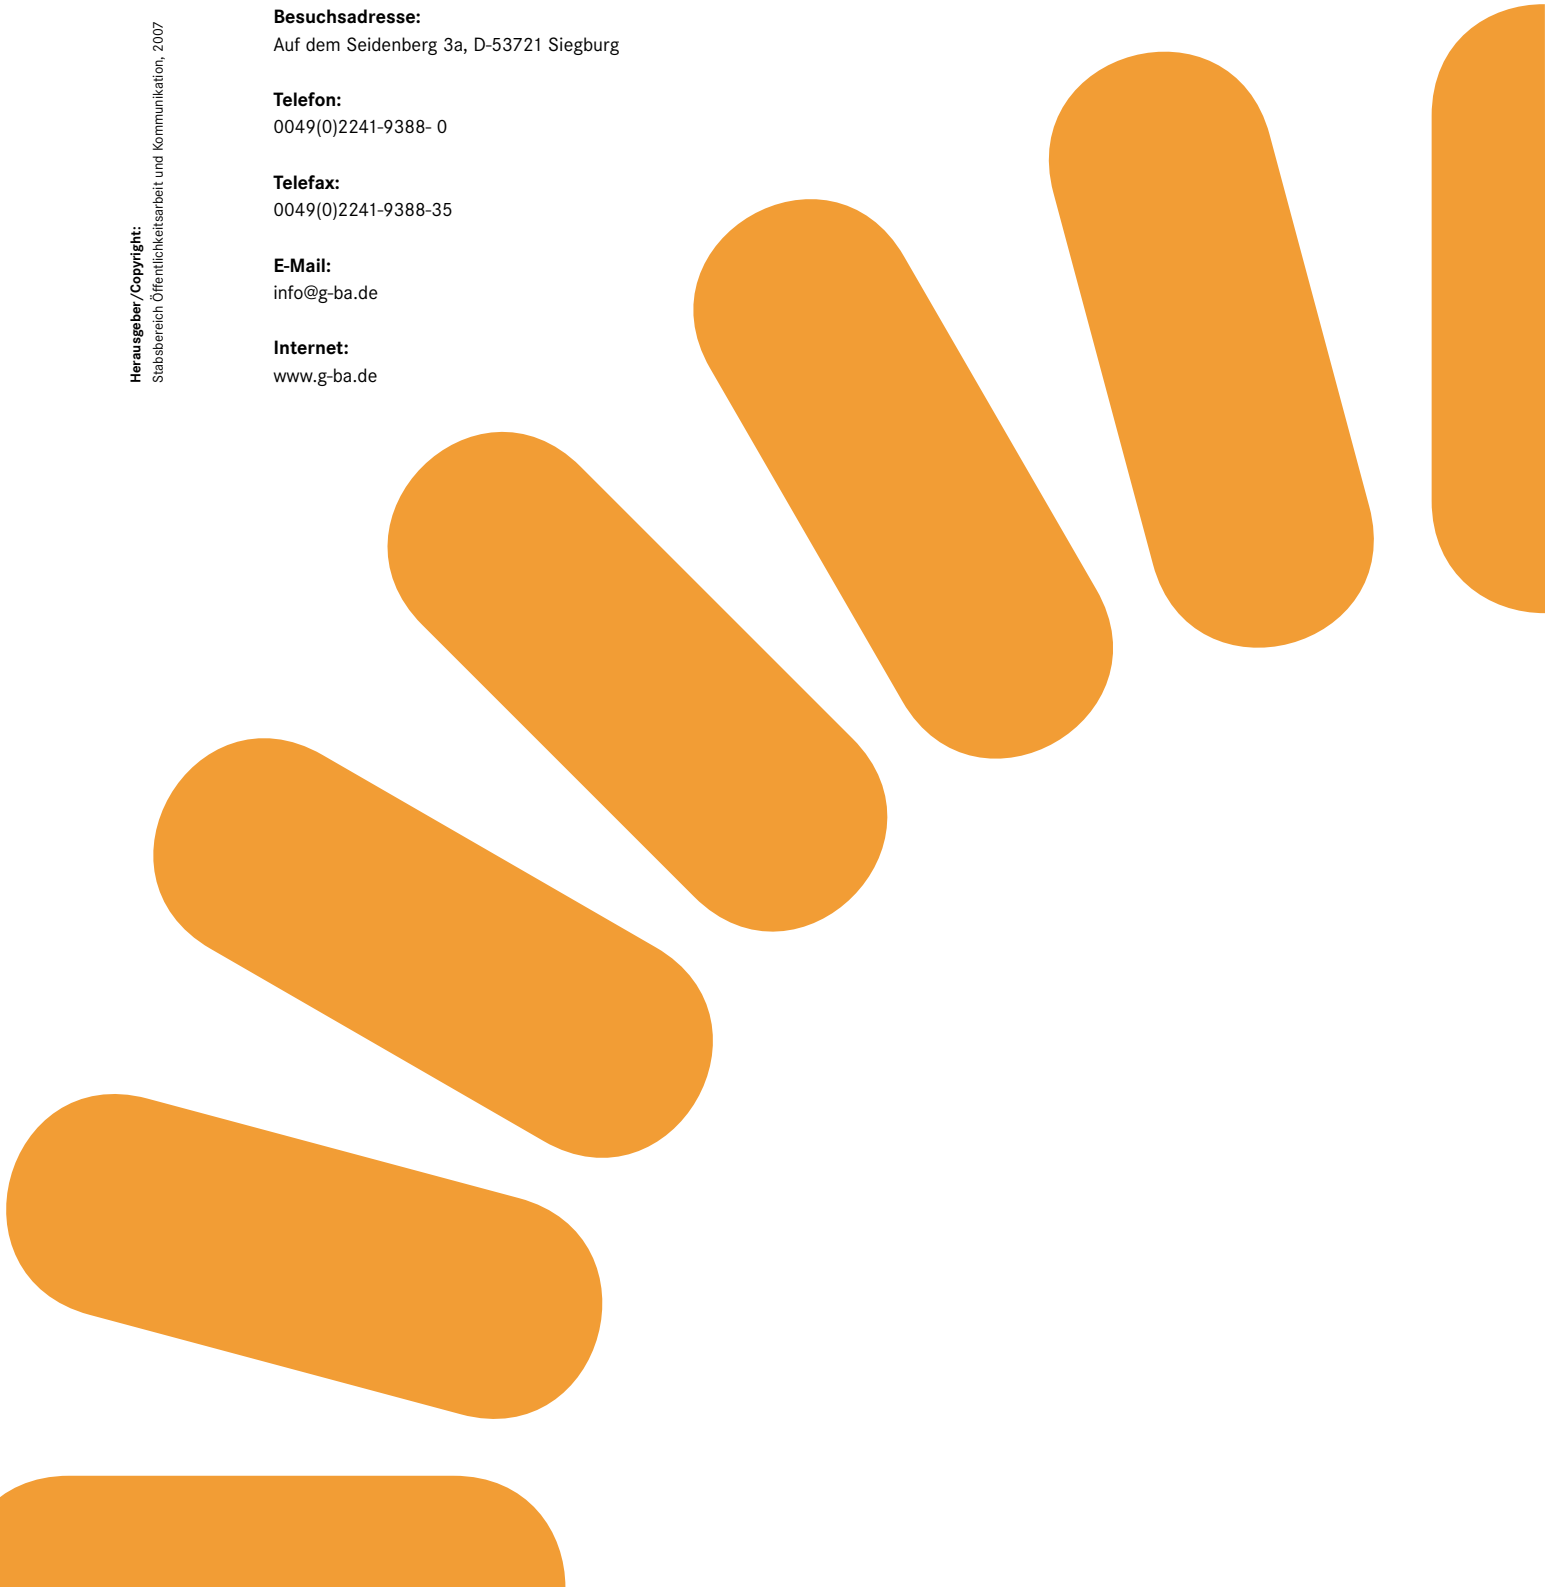 Besuchsadresse:
Auf dem Seidenberg 3a, D-53721 Siegburg
Telefon:
0049(0)2241-9388- 0
Telefax:
0049(0)2241-9388-35
E-Mail:
info@g-ba.de
Internet:
www.g-ba.de
Herausgeber/Copyright:
Stabsbereich Öffentlichkeitsarbeit und Kommunikation, 2007